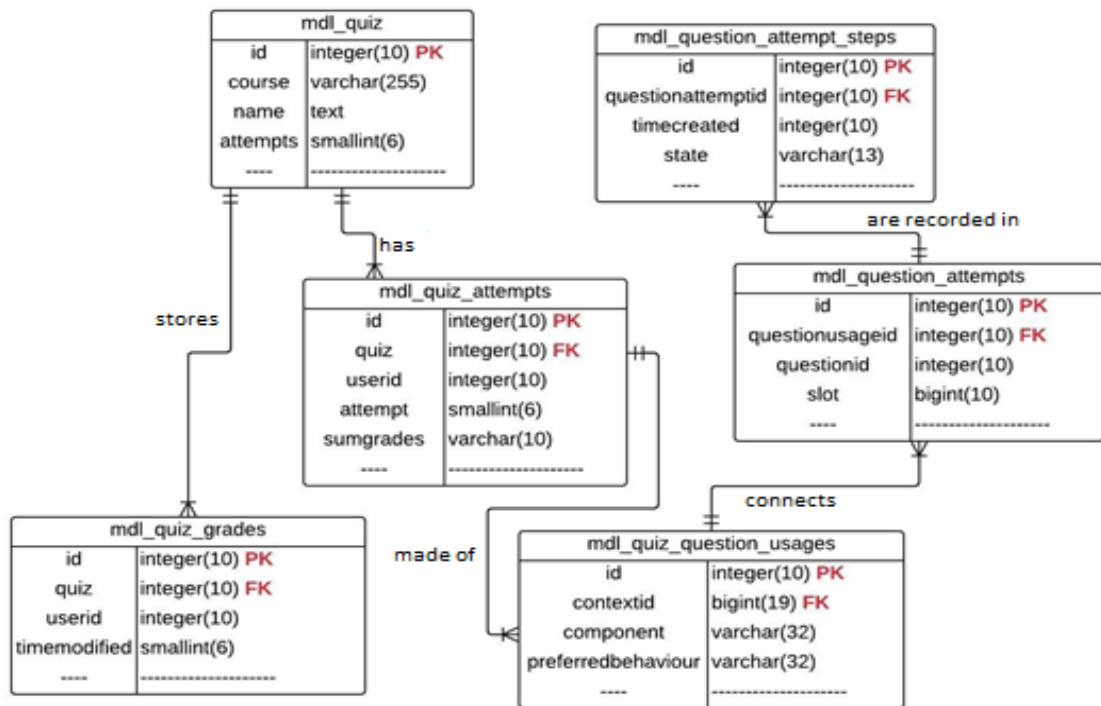 mdl_quiz
id integer(10) PK
course varchar(255)
name text
attempts smallint(6)
---- ---------------------
mdl_question_attempt_steps
id integer(10) PK
questionattemptid integer(10) FK
timecreated integer(10)
state varchar(13)
---- ---------------------
has
are recorded in
stores
mdl_quiz_attempts
id integer(10) PK
quiz integer(10) FK
userid integer(10)
attempt smallint(6)
sumgrades varchar(10)
---- ---------------------
mdl_question_attempts
id integer(10) PK
questionusageid integer(10) FK
questionid integer(10)
slot bigint(10)
---- ---------------------
connects
made of
mdl_quiz_grades
id integer(10) PK
quiz integer(10) FK
userid integer(10)
timemodified smallint(6)
---- ---------------------
mdl_quiz_question_usages
id integer(10) PK
contextid bigint(19) FK
component varchar(32)
preferredbehaviour varchar(32)
---- ---------------------